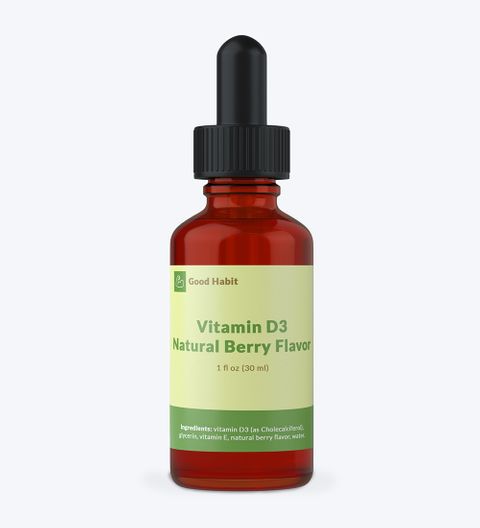 Good Habit
Vitamin D3
Natural Berry Flavor
1 fl oz (30 ml)
Ingredients: vitamin D3 (as Cholecalciferol),
glycerin, vitamin E, natural berry flavor, water.